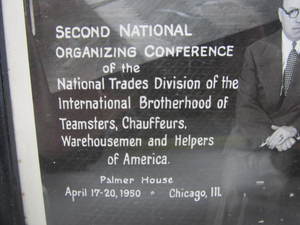 SECOND NATIONAL
ORGANIZING CONFERENCE
of the
National Trades Division of the
International Brotherhood of
Teamsters, Chauffeurs,
Warehousemen and Helpers
of America.
Palmer House
April 17-20, 1950 * Chicago, Ill.